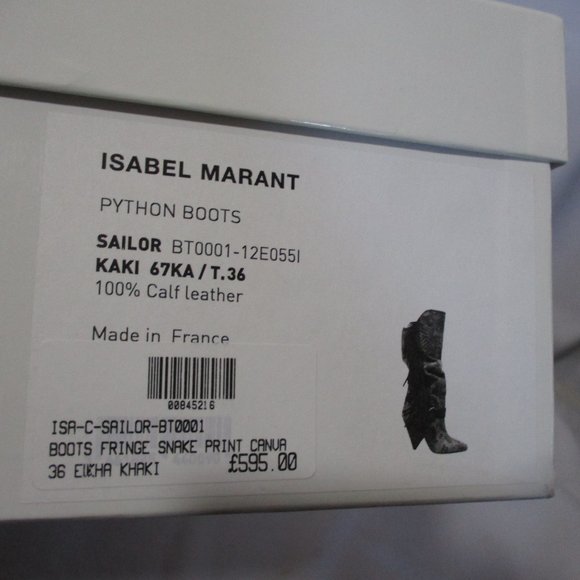 ISABEL MARANT
PYTHON BOOTS
SAILOR BT0001-12E055I
KAKI 67KA / T.36
100% Calf leather
Made in France
00845216
ISA-C-SAILOR-BT0001
BOOTS FRINGE SNAKE PRINT CANVA
36 KHAKI £595.00